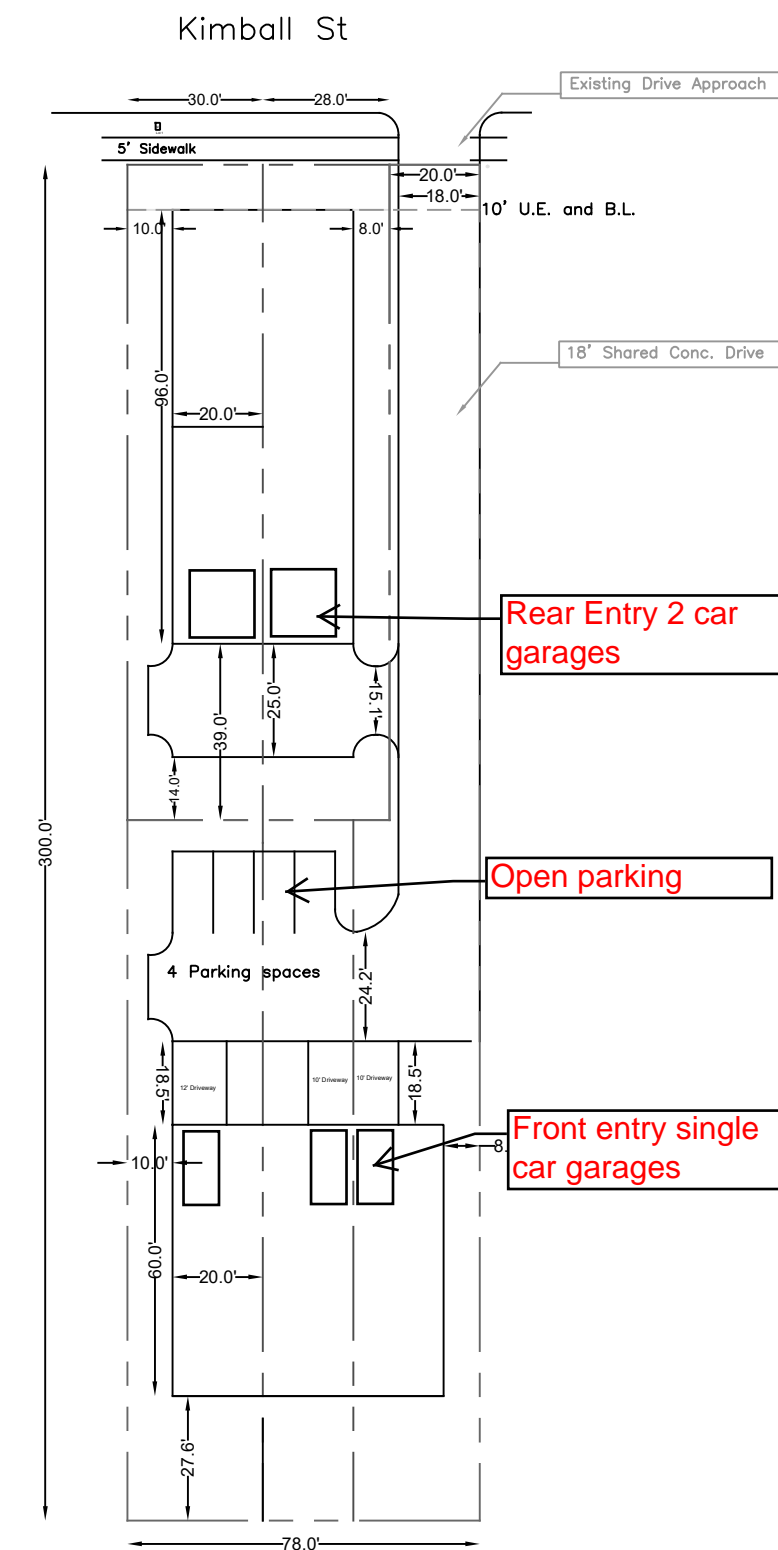 Kimball St
Existing Drive Approach
30.0'
28.0'
5' Sidewalk
20.0'
18.0'
10' U.E. and B.L.
10.0'
8.0'
18' Shared Conc. Drive
96.0'
20.0'
Rear Entry 2 car
garages
39.0'
25.0'
15.1'
14.0'
300.0'
Open parking
4 Parking spaces
24.2'
18.5'
12' Driveway
10' Driveway
10' Driveway
18.5'
Front entry single
car garages
8.
10.0'
60.0'
20.0'
27.6'
78.0'